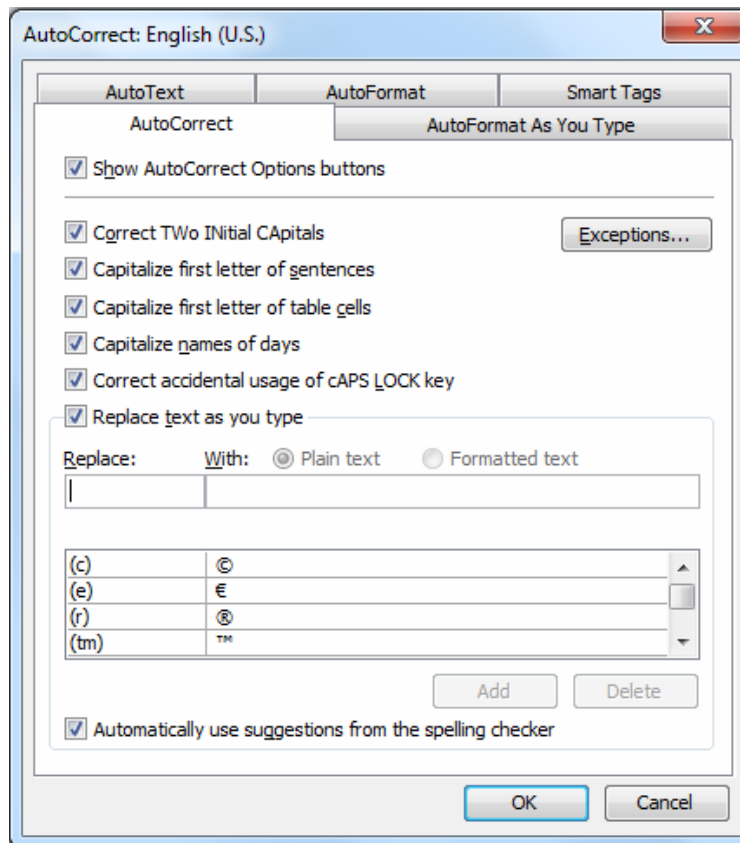 AutoCorrect: English (U.S.)
AutoText AutoFormat Smart Tags
AutoCorrect AutoFormat As You Type
Show AutoCorrect Options buttons
Correct TWo INitial CApitals Exceptions...
Capitalize first letter of sentences
Capitalize first letter of table cells
Capitalize names of days
Correct accidental usage of cAPS LOCK key
Replace text as you type
Replace: With: Plain text Formatted text
(c) ©
(e) €
(r) ®
(tm) ™
Add Delete
Automatically use suggestions from the spelling checker
OK Cancel